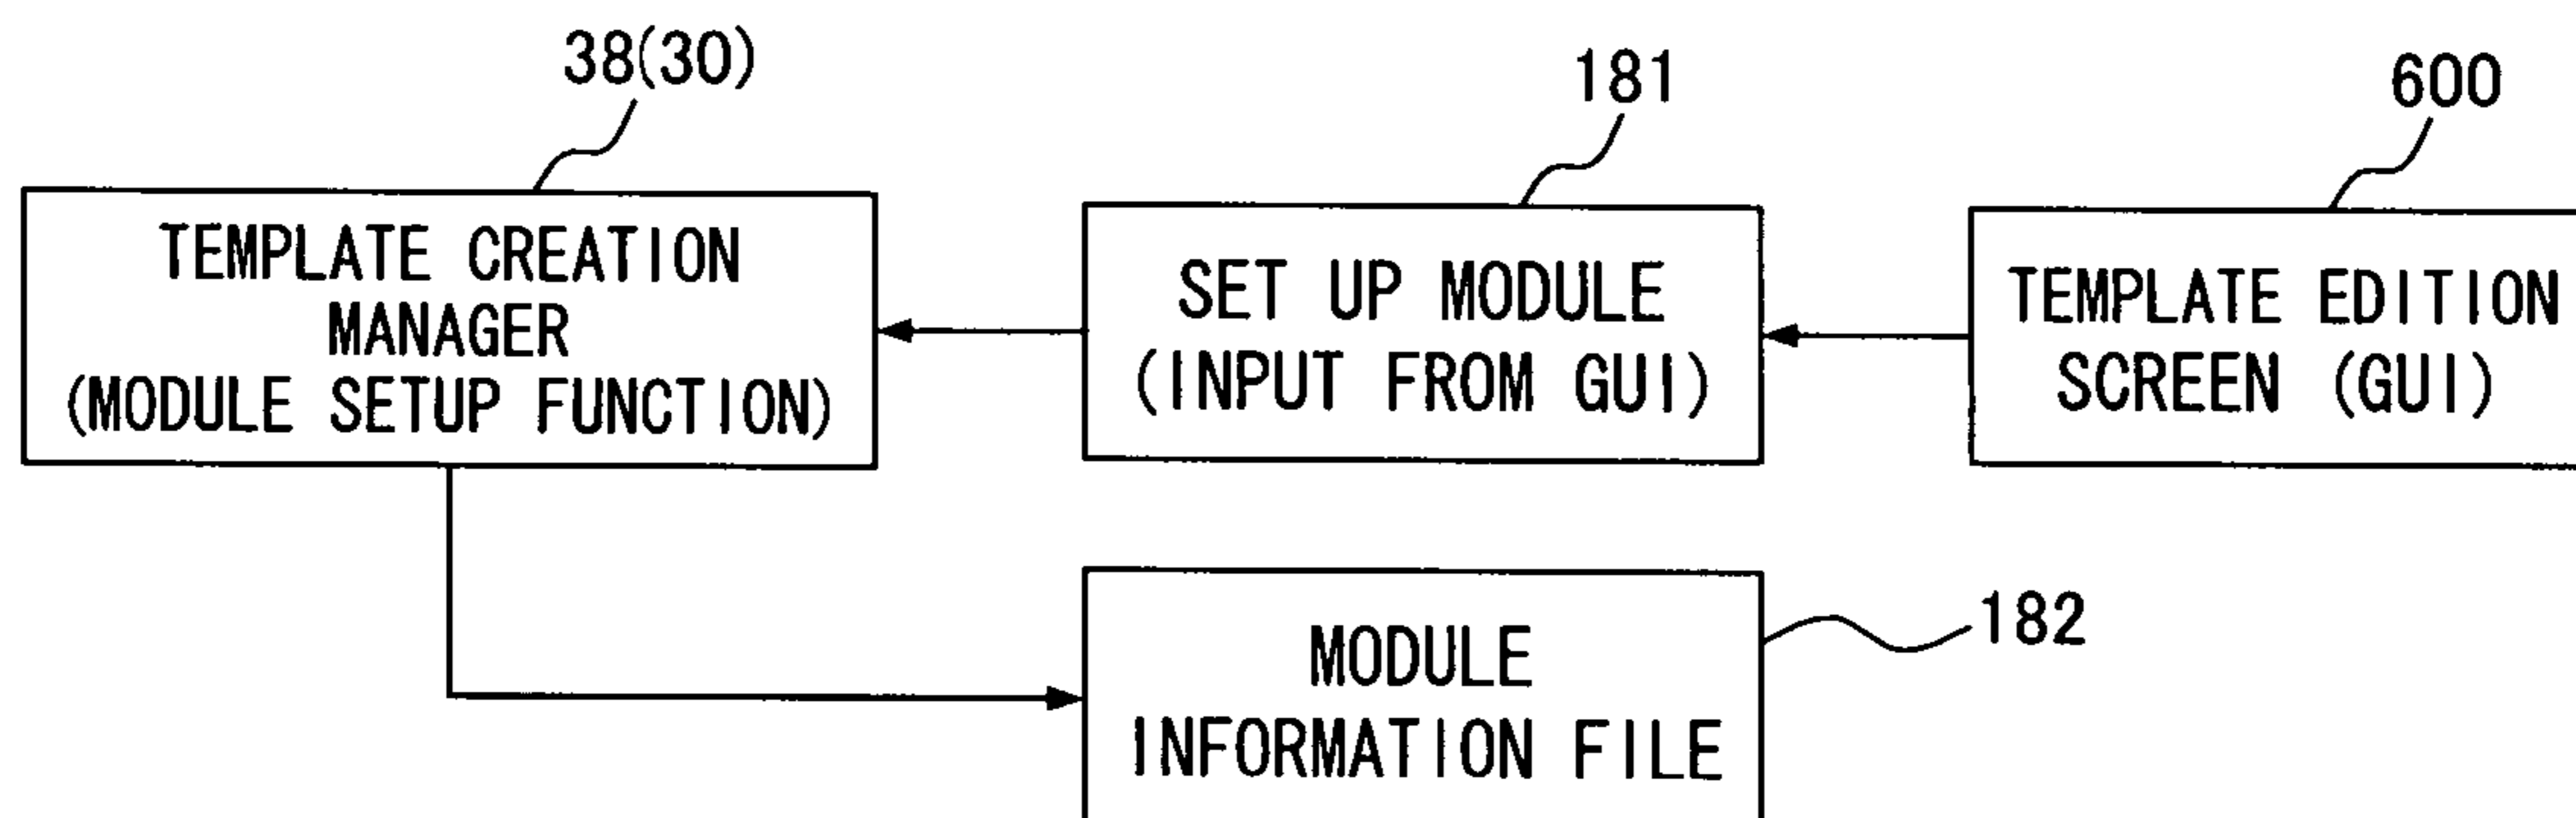 38(30)
181
600
TEMPLATE CREATION
MANAGER
(MODULE SETUP FUNCTION)
SET UP MODULE
(INPUT FROM GUI)
TEMPLATE EDITION
SCREEN (GUI)
MODULE
INFORMATION FILE
182